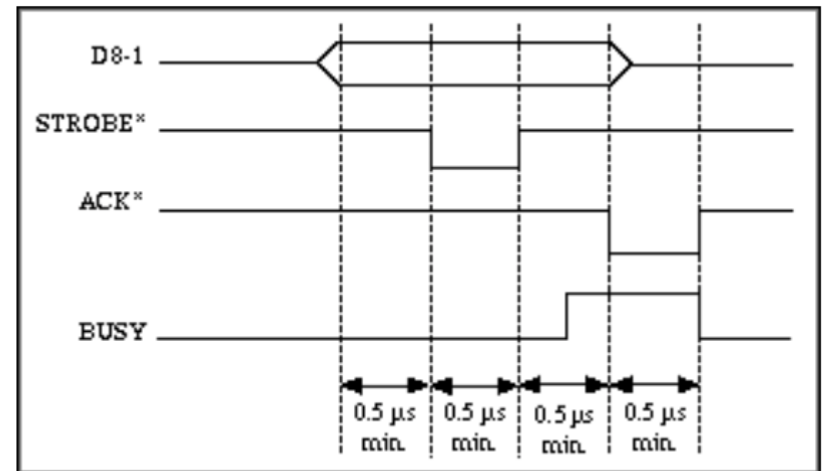 D8-1
STROBE*
ACK*
BUSY
0.5 µs 0.5 µs 0.5 µs 0.5 µs
min. min. min. min.